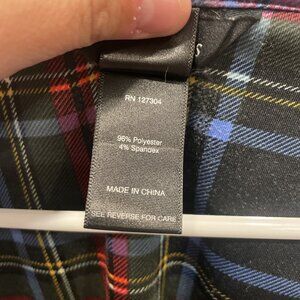 S
RN 127304
96% Polyester
4% Spandex
MADE IN CHINA
SEE REVERSE FOR CARE